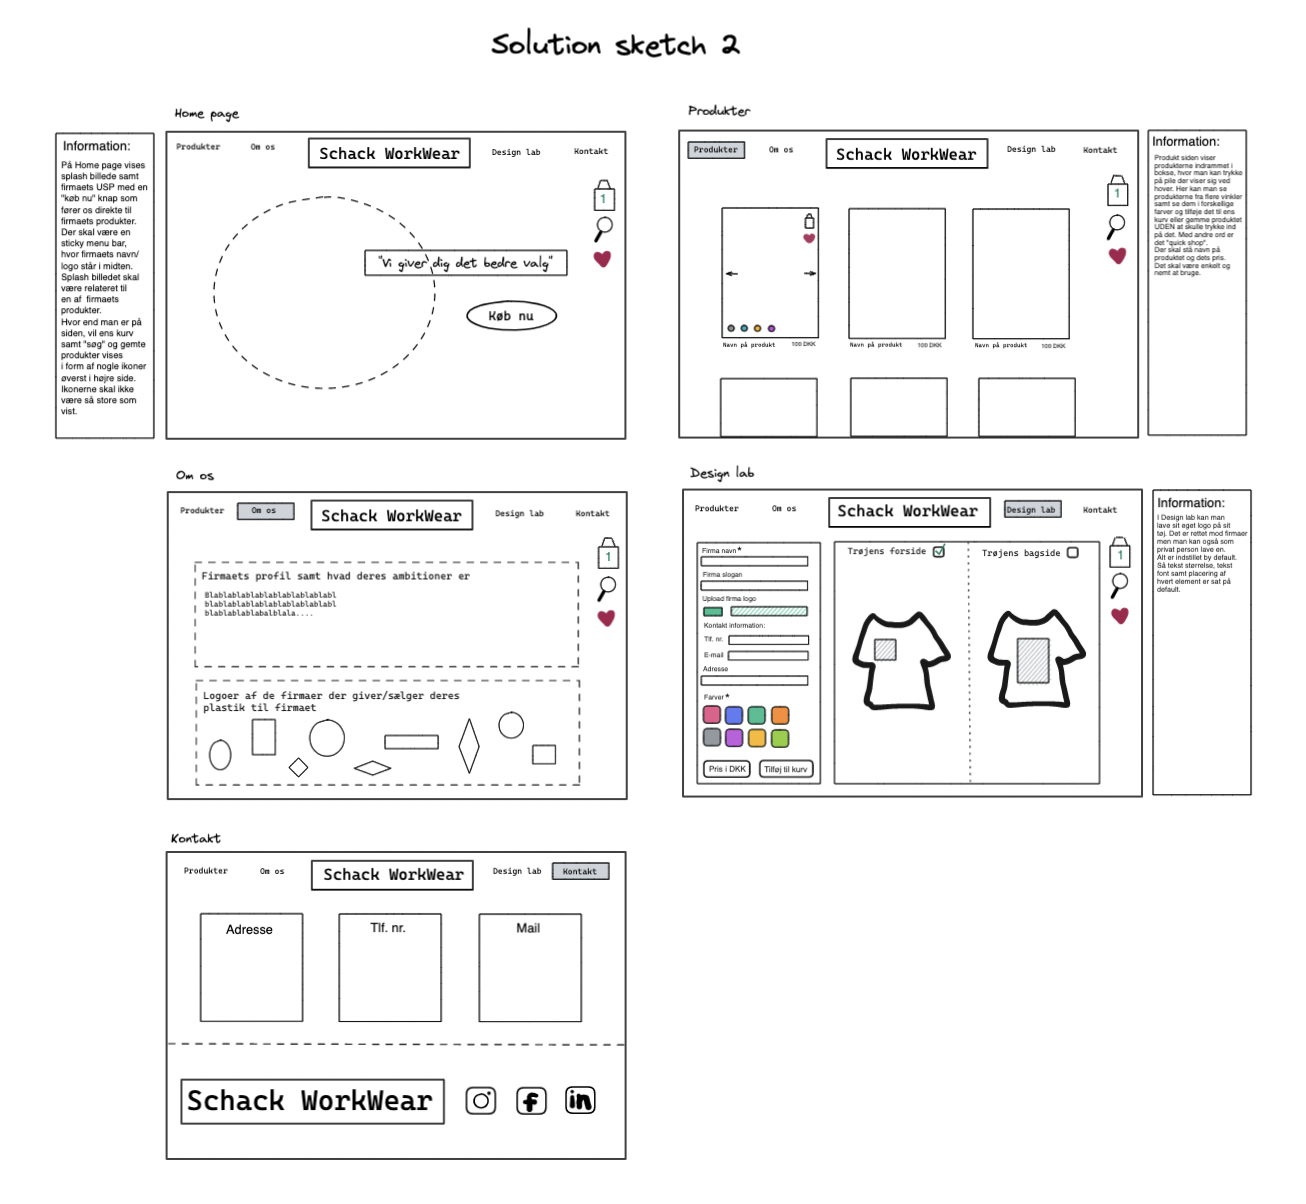 Solution sketch 2
Home page
Information:
På Home page vises
splash billede samt
firmaets USP med en
"køb nu" knap som
fører os direkte til
firmaets produkter.
Der skal være en
sticky menu bar,
hvor firmaets navn/
logo står i midten.
Splash billedet skal
være relateret til
en af firmaets
produkter.
Hvor end man er på
siden, vil ens kurv
samt "søg" og gemte
produkter vises
i form af nogle ikoner
øverst i højre side.
Ikonerne skal ikke
være så store som
vist.
Produkter
Om os
Schack WorkWear
Design lab
Kontakt
1
"Vi giver dig det bedre valg"
Køb nu
Produkter
Produkter
Om os
Schack WorkWear
Design lab
Kontakt
1
Navn på produkt
100 DKK
Navn på produkt
100 DKK
Navn på produkt
100 DKK
Information:
Produkt siden viser
produkterne indrammet i
bokse, hvor man kan trykke
på pile der viser sig ved
hover. Her kan man se
produkterne fra flere vinkler
samt se dem i forskellige
farver og tilføje det til ens
kurv eller gemme produktet
UDEN at skulle trykke ind
på det. Med andre ord er
det "quick shop".
Der skal stå navn på
produktet og dets pris.
Det skal være enkelt og
nemt at bruge.
Om os
Produkter
Om os
Schack WorkWear
Design lab
Kontakt
1
Firmaets profil samt hvad deres ambitioner er
Blablablablablablablablablablabl
blablablablablablablablablablabl
blablablablabalblala....
Logoer af de firmaer der giver/sælger deres
plastik til firmaet
Design lab
Produkter
Om os
Schack WorkWear
Design lab
Kontakt
1
Firma navn*
Firma slogan
Upload firma logo
Kontakt information:
Tlf. nr.
E-mail
Adresse
Farver*
Pris i DKK
Tilføj til kurv
Trøjens forside
Trøjens bagside
Information:
I Design lab kan man
lave sit eget logo på sit
tøj. Det er rettet mod firmaer
men man kan også som
privat person lave en.
Alt er indstillet by default.
Så tekst størrelse, tekst
font samt placering af
hvert element er sat på
default.
Kontakt
Produkter
Om os
Schack WorkWear
Design lab
Kontakt
Adresse
Tlf. nr.
Mail
Schack WorkWear
f
in